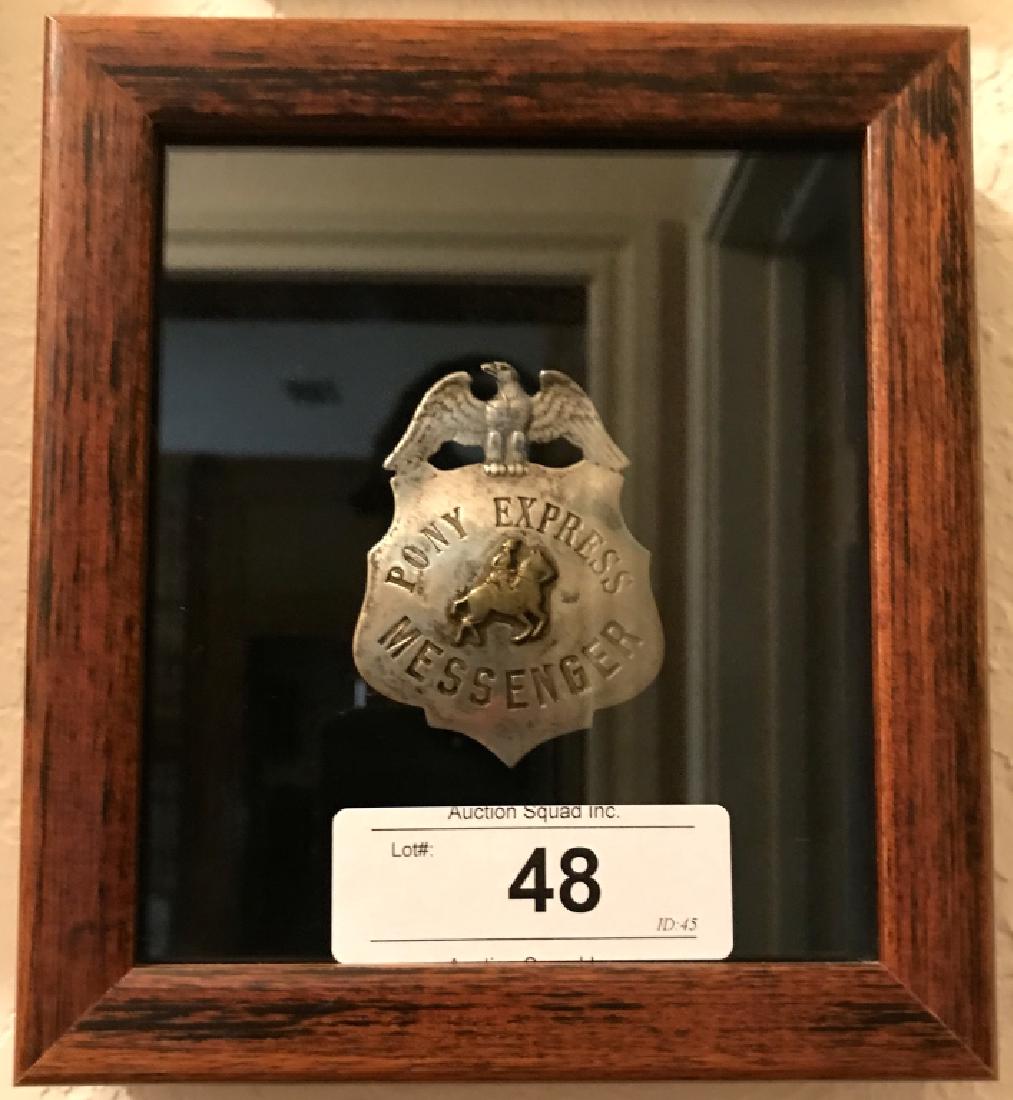 PONY EXPRESS
MESSENGER
Auction Squad Inc.
Lot#:
48
ID:45